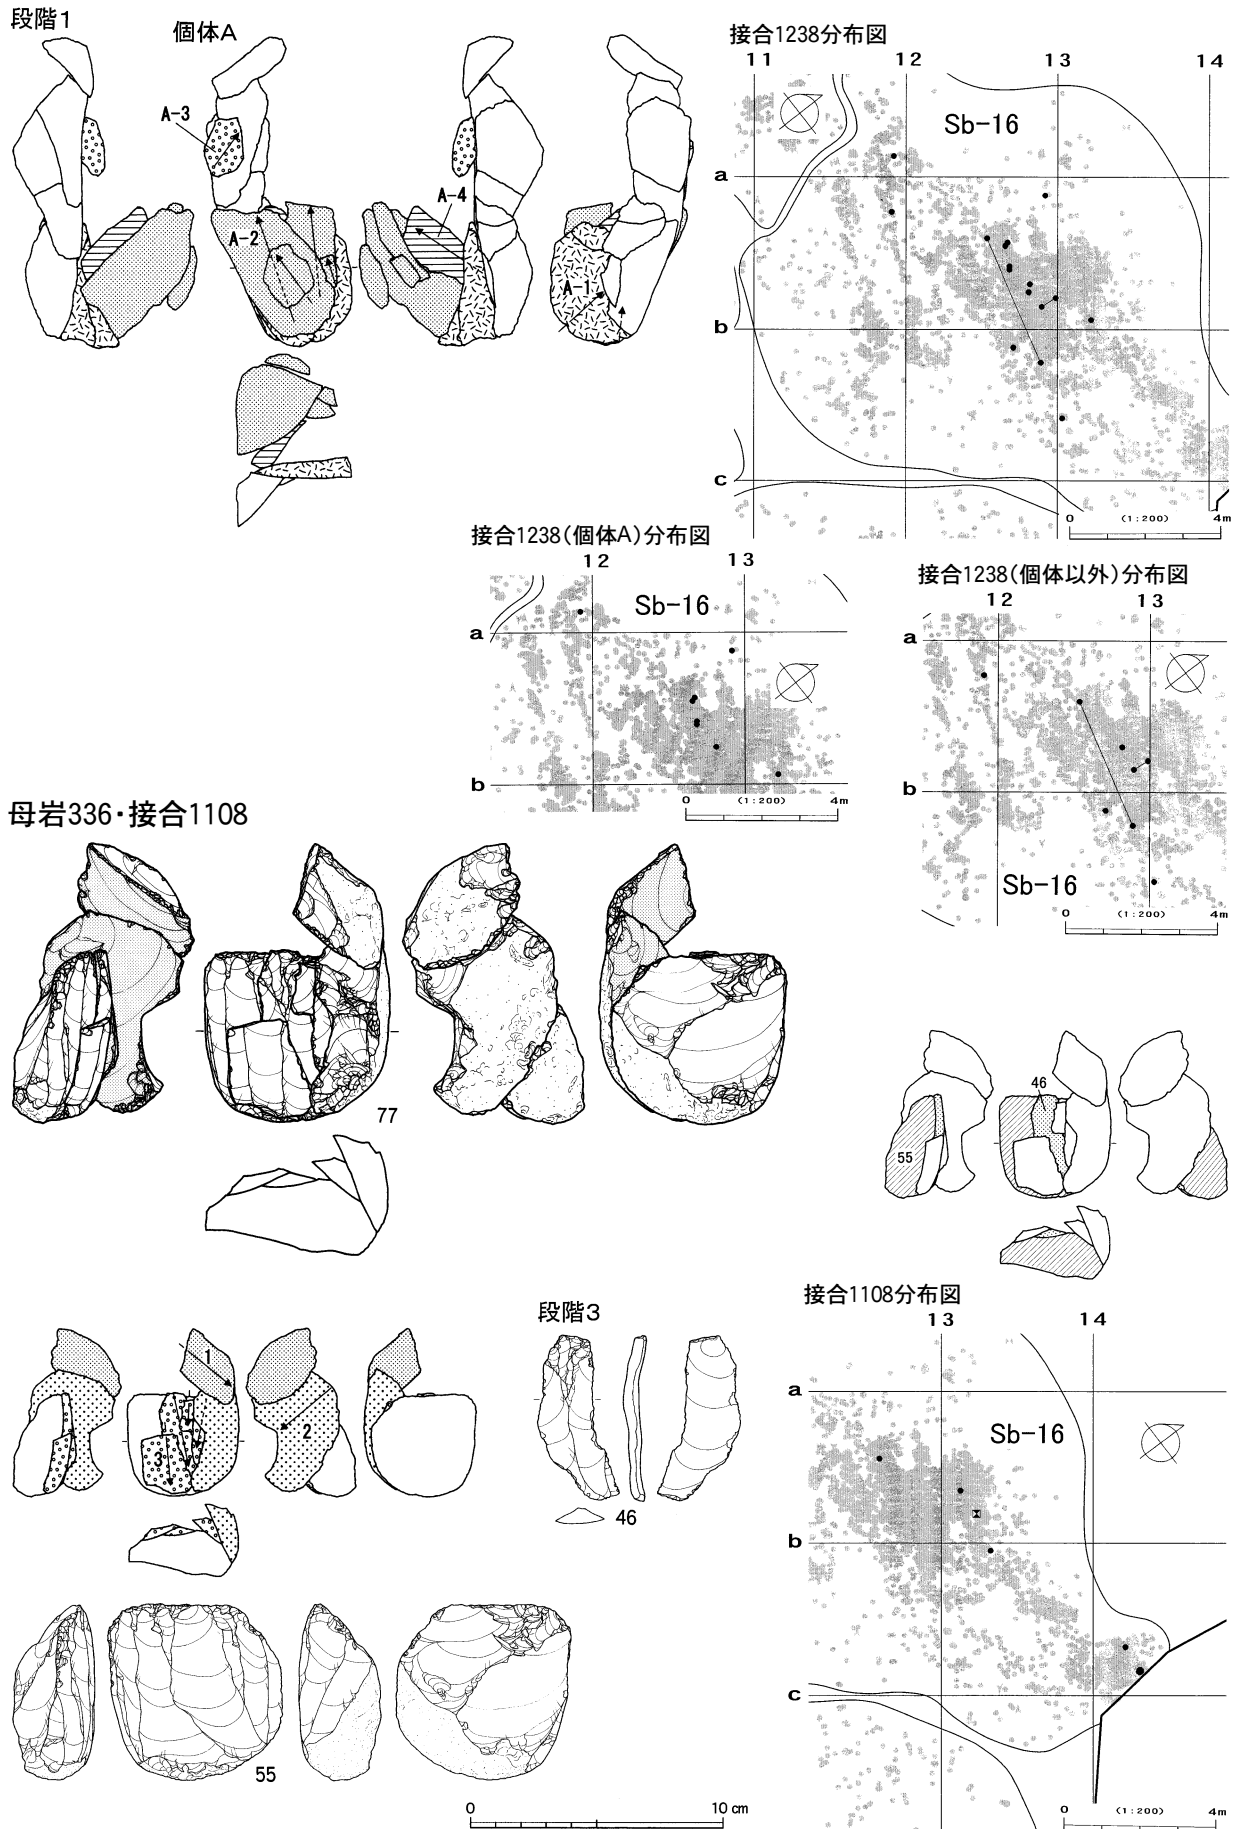 段階1
個体A
A-3
A-2
A-4
A-1
接合1238分布図
11 12 13 14
Sb-16
a
b
c
0 (1:200) 4m
接合1238(個体A)分布図
12 13
Sb-16
a
b
0 (1:200) 4m
接合1238(個体以外)分布図
12 13
a
b
Sb-16
0 (1:200) 4m
母岩336・接合1108
77
46
55
1
2
3
段階3
46
55
0 10cm
接合1108分布図
13 14
a
Sb-16
b
c
0 (1:200) 4m